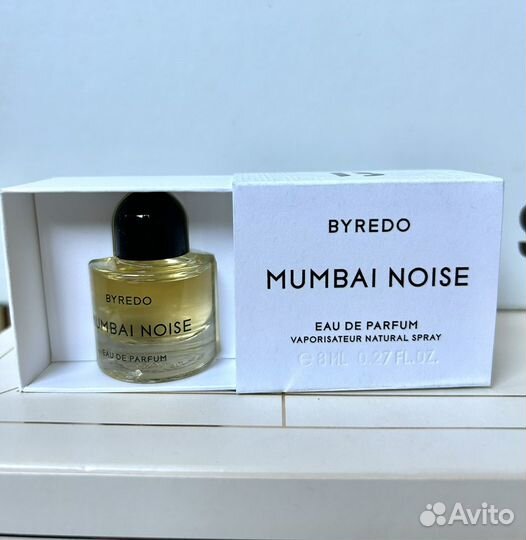 BYREDO
MUMBAI NOISE
EAU DE PARFUM
BYREDO
MUMBAI NOISE
EAU DE PARFUM
VAPORISATEUR NATURAL SPRAY
℮ 8 ML 0.27 FL.OZ.
Avito